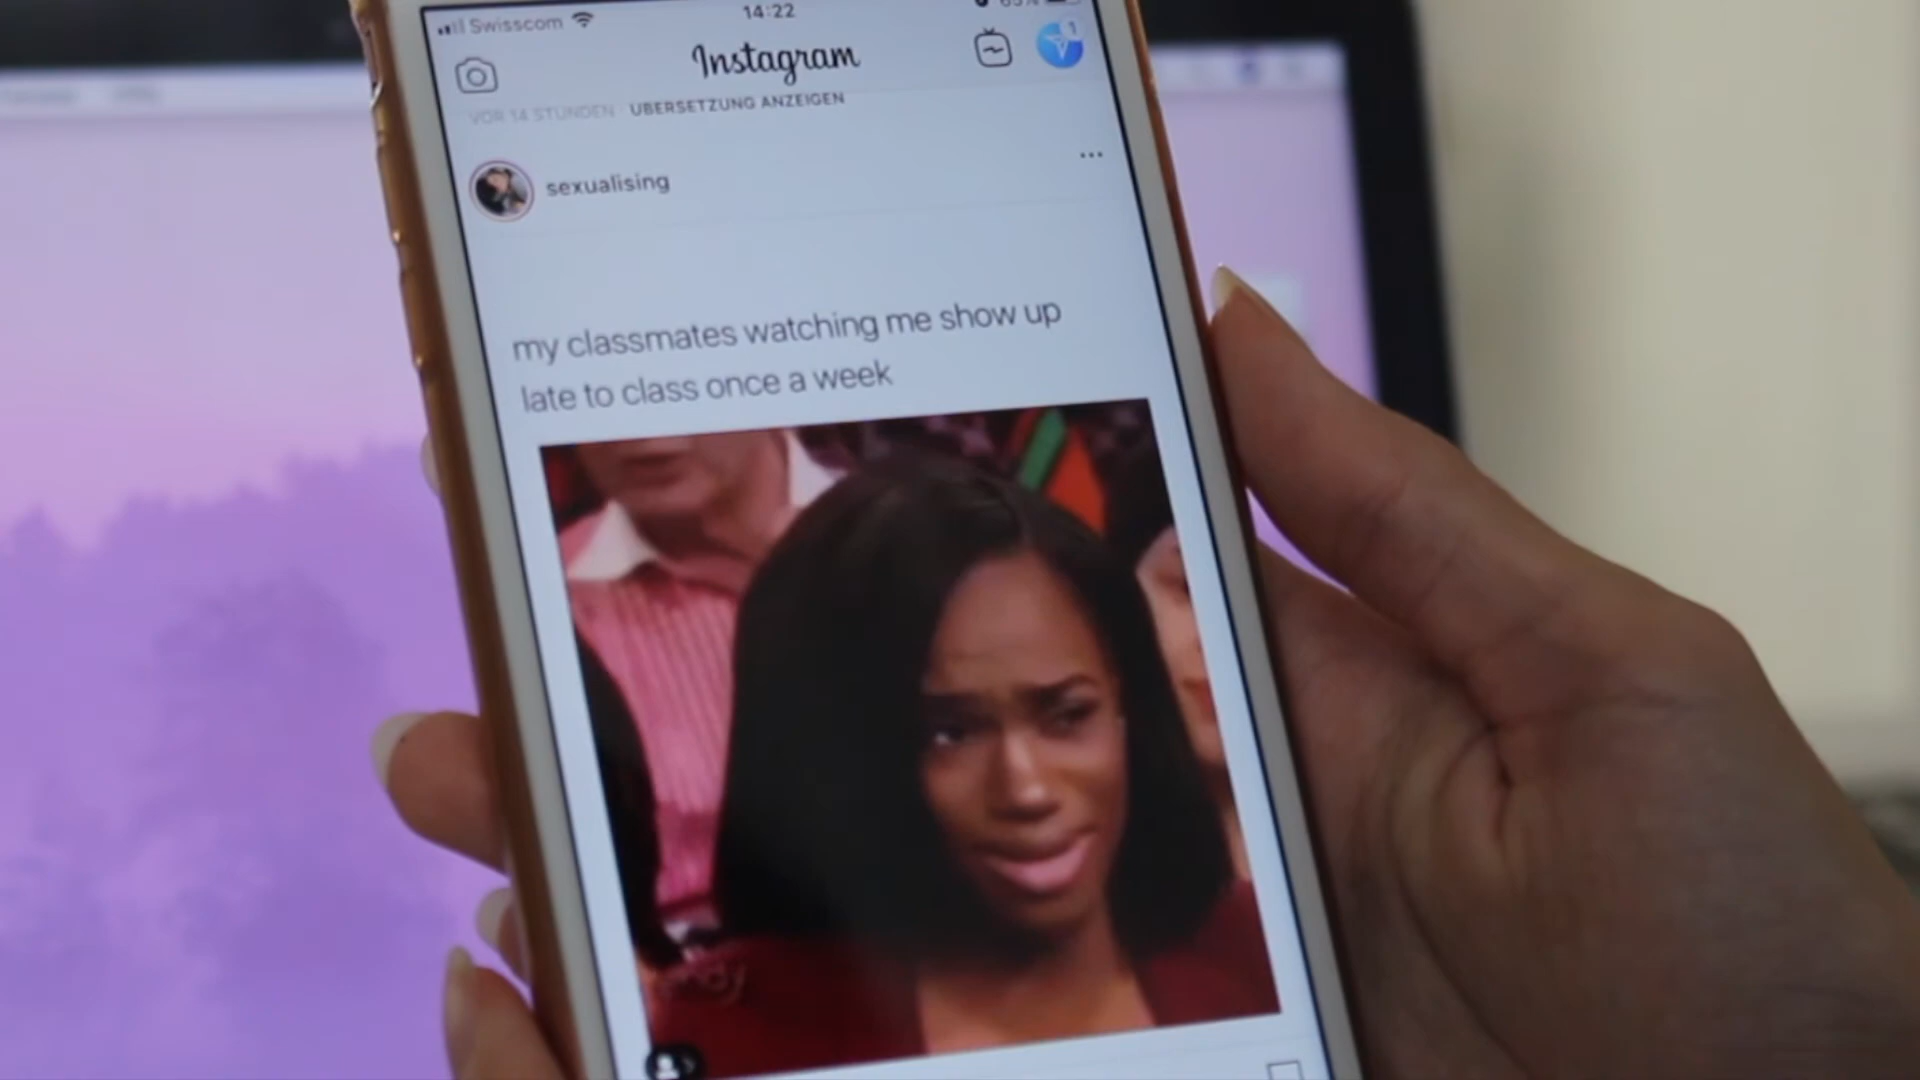 Swisscom 14:22
Instagram
1
VOR 14 STUNDEN · ÜBERSETZUNG ANZEIGEN
sexualising
my classmates watching me show up
late to class once a week